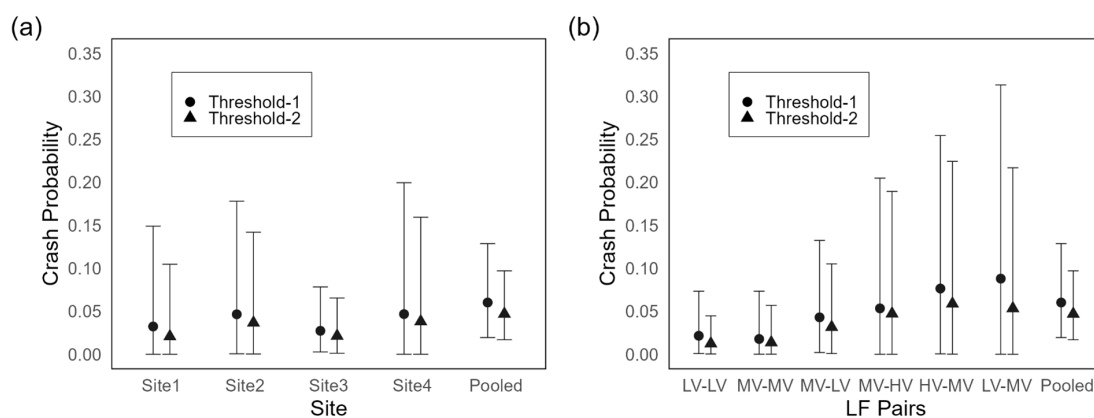 (a)
0.35
0.30
0.25
0.20
0.15
0.10
0.05
0.00
Crash Probability
Threshold-1
Threshold-2
Site1 Site2 Site3 Site4 Pooled
Site
(b)
0.35
0.30
0.25
0.20
0.15
0.10
0.05
0.00
Crash Probability
Threshold-1
Threshold-2
LV-LV MV-MV MV-LV MV-HV HV-MV LV-MV Pooled
LF Pairs